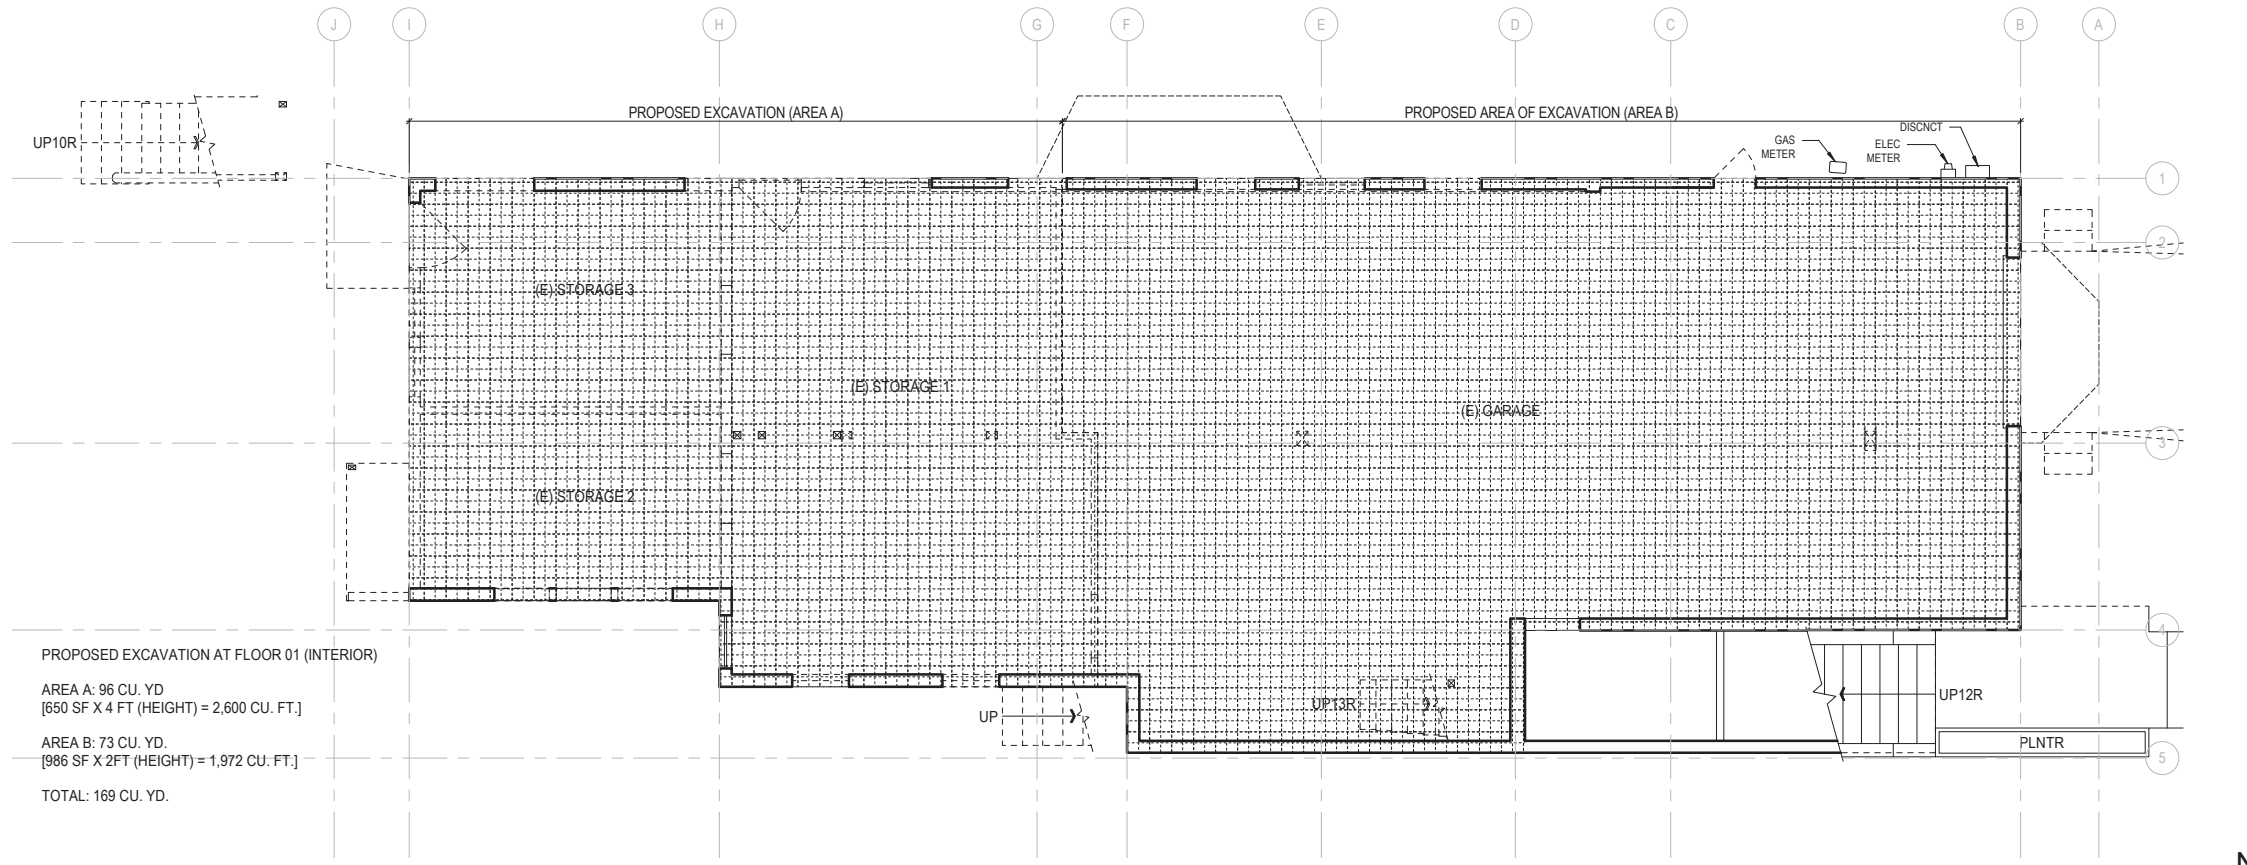 J I H G F E D C B A
PROPOSED EXCAVATION (AREA A)
PROPOSED AREA OF EXCAVATION (AREA B)
UP10R
GAS
METER
ELEC
METER
DISCNCT
1
2
(E) STORAGE 3
(E) STORAGE 1
(E) GARAGE
3
(E) STORAGE 2
4
PROPOSED EXCAVATION AT FLOOR 01 (INTERIOR)
AREA A: 96 CU. YD
[650 SF X 4 FT (HEIGHT) = 2,600 CU. FT.]
AREA B: 73 CU. YD.
[986 SF X 2FT (HEIGHT) = 1,972 CU. FT.]
TOTAL: 169 CU. YD.
UP
UP13R
UP12R
PLNTR
5
N